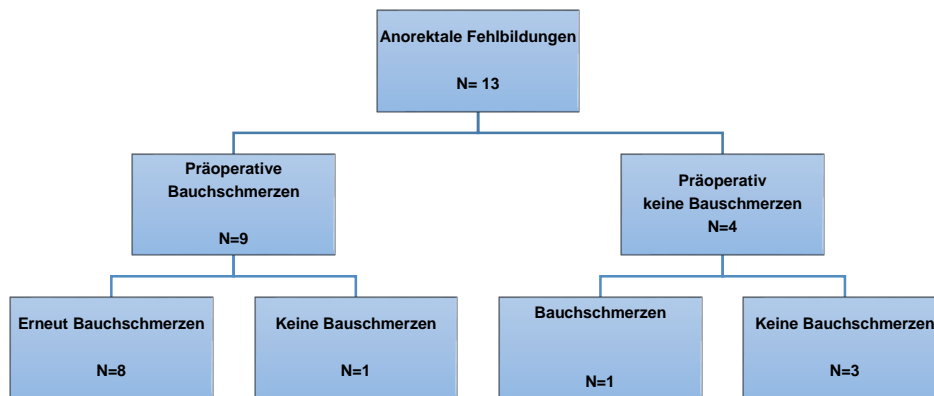 Anorektale Fehlbildungen
N= 13
Präoperative
Bauchschmerzen
N=9
Präoperativ
keine Bauschmerzen
N=4
Erneut Bauchschmerzen
N=8
Keine Bauschmerzen
N=1
Bauchschmerzen
N=1
Keine Bauchschmerzen
N=3